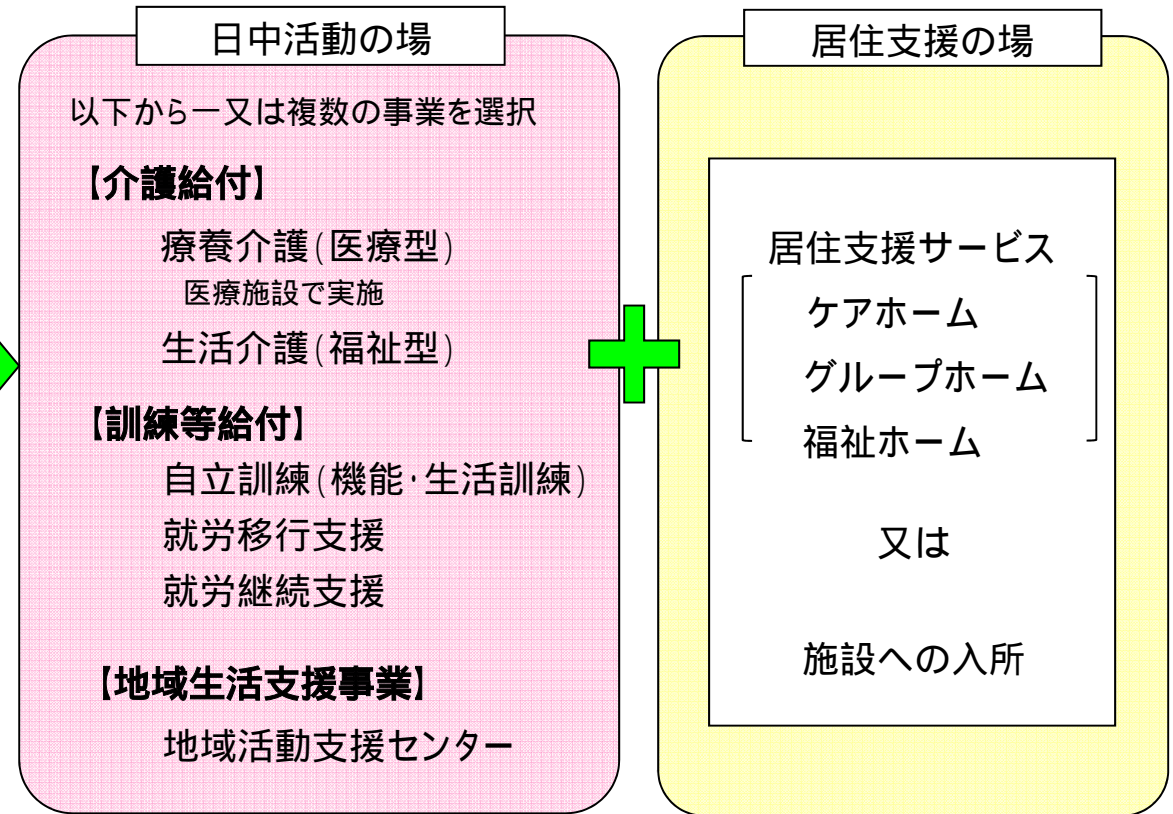 日中活動の場
以下から一又は複数の事業を選択
【介護給付】
療養介護(医療型)
医療施設で実施
生活介護(福祉型)
【訓練等給付】
自立訓練(機能・生活訓練)
就労移行支援
就労継続支援
【地域生活支援事業】
地域活動支援センター
居住支援の場
居住支援サービス
ケアホーム
グループホーム
福祉ホーム
又は
施設への入所